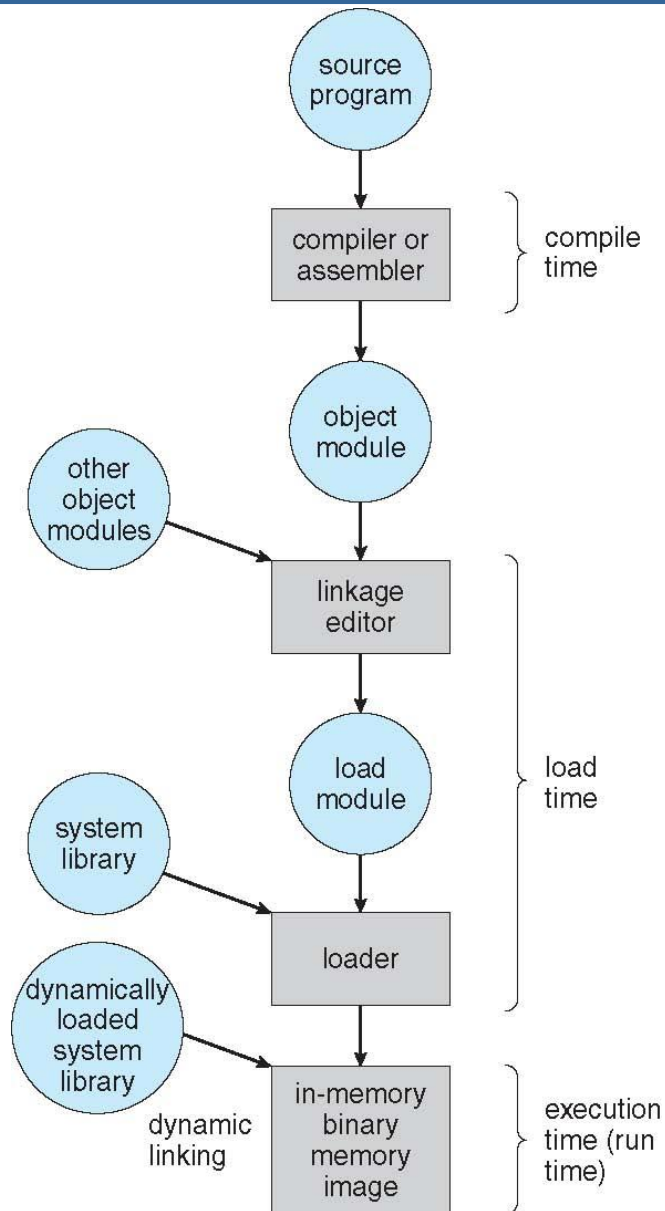 source
program
compiler or
assembler
compile
time
object
module
other
object
modules
linkage
editor
load
module
load
time
system
library
loader
dynamically
loaded
system
library
dynamic
linking
in-memory
binary
memory
image
execution
time (run
time)